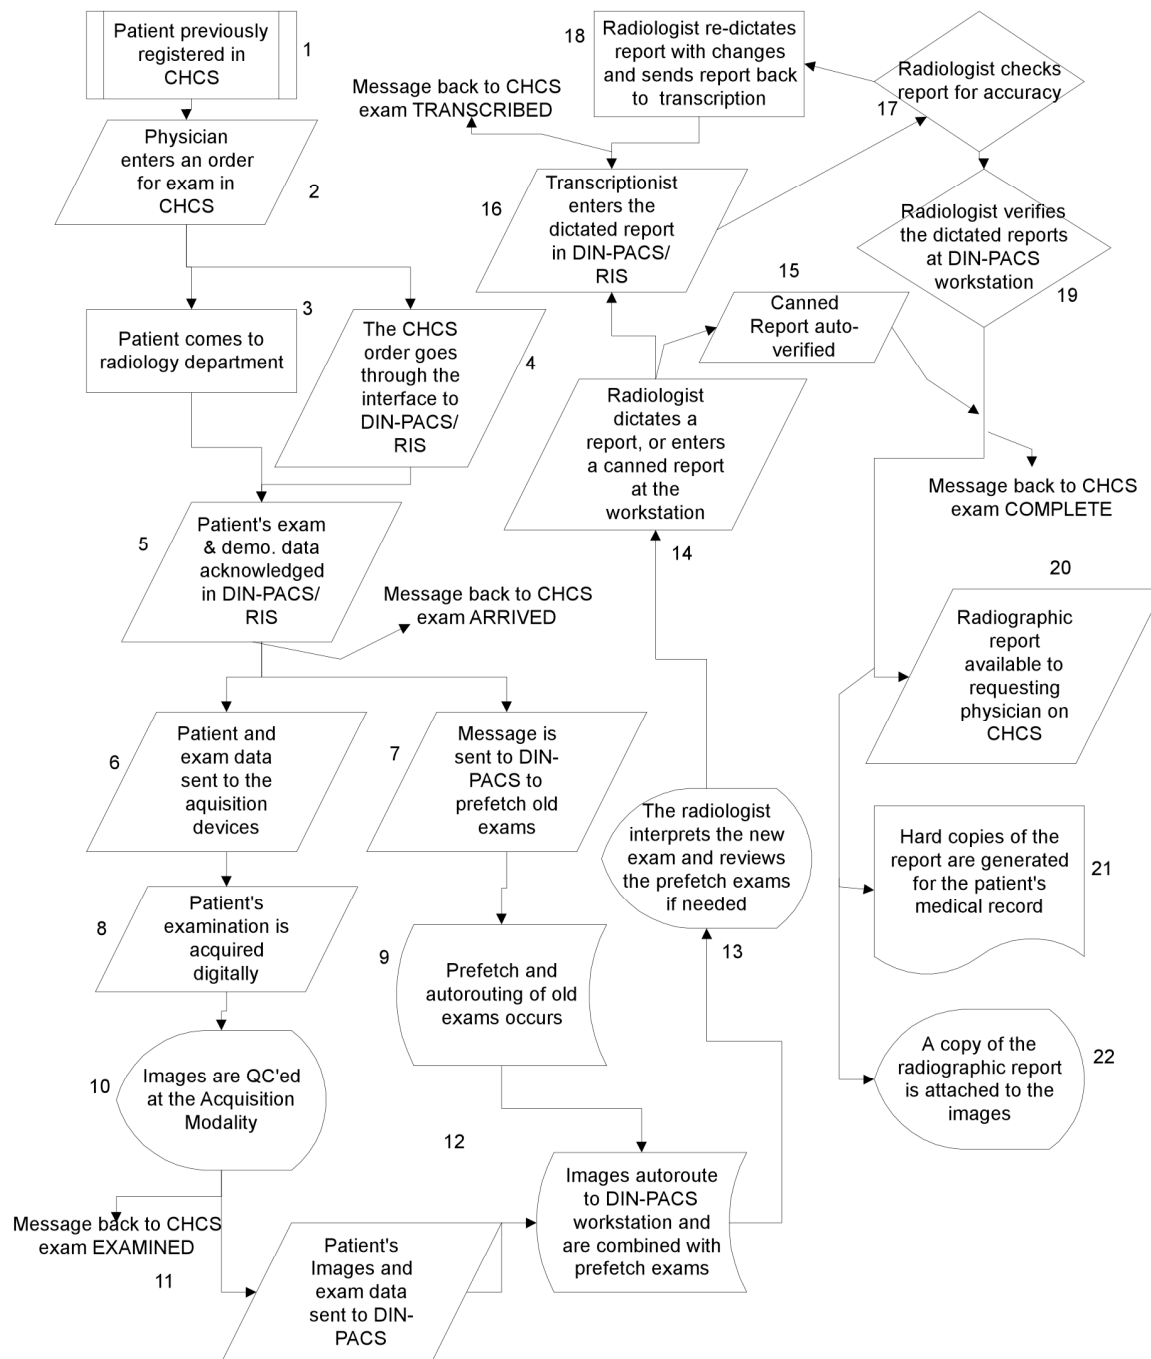 Patient previously
registered in
CHCS
1
Physician
enters an order
for exam in
CHCS
2
3
Patient comes to
radiology department
The CHCS
order goes
through the
interface to
DIN-PACS/
RIS
4
5
Patient's exam
& demo. data
acknowledged
in DIN-PACS/
RIS
Message back to CHCS
exam ARRIVED
6
Patient and
exam data
sent to the
aquisition
devices
7
Message is
sent to DIN-
PACS to
prefetch old
exams
8
Patient's
examination is
acquired
digitally
9
Prefetch and
autorouting of old
exams occurs
10
Images are QC'ed
at the Acquisition
Modality
Message back to CHCS
exam EXAMINED
11
Patient's
Images and
exam data
sent to DIN-
PACS
12
Images autoroute
to DIN-PACS
workstation and
are combined with
prefetch exams
The radiologist
interprets the new
exam and reviews
the prefetch exams
if needed
13
Radiologist
dictates a
report, or enters
a canned report
at the
workstation
14
15
Canned
Report auto-
verified
16
Transcriptionist
enters the
dictated report
in DIN-PACS/
RIS
Message back to CHCS
exam TRANSCRIBED
Radiologist checks
report for accuracy
17
18
Radiologist re-dictates
report with changes
and sends report back
to transcription
Radiologist verifies
the dictated reports
at DIN-PACS
workstation
19
Message back to CHCS
exam COMPLETE
20
Radiographic
report
available to
requesting
physician on
CHCS
Hard copies of the
report are generated
for the patient's
medical record
21
A copy of the
radiographic report
is attached to the
images
22